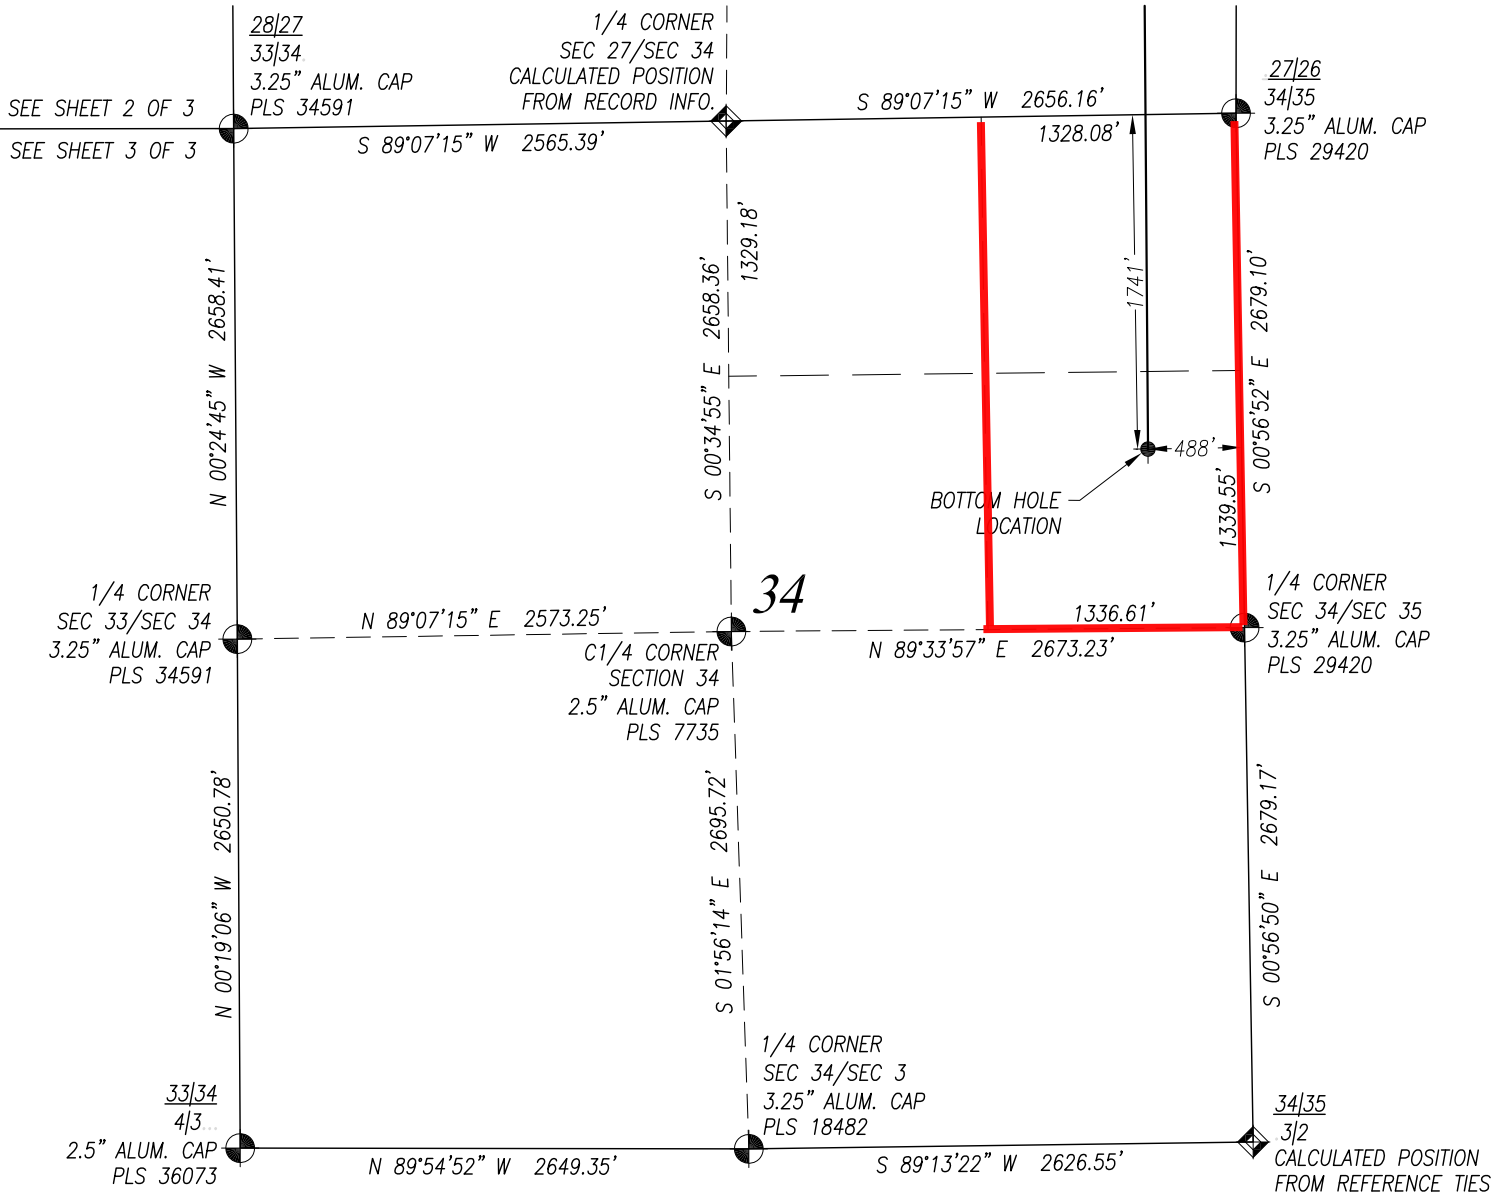 28|27
33|34
3.25" ALUM. CAP
PLS 34591
1/4 CORNER
SEC 27/SEC 34
CALCULATED POSITION
FROM RECORD INFO.
27|26
34|35
3.25" ALUM. CAP
PLS 29420
SEE SHEET 2 OF 3
SEE SHEET 3 OF 3
S 89°07'15" W 2565.39'
S 89°07'15" W 2656.16'
1328.08'
N 00°24'45" W 2658.41'
S 00°34'55" E 2658.36'
1329.18'
1741'
S 00°56'52" E 2679.10'
488'
BOTTOM HOLE
LOCATION
1339.55'
34
1/4 CORNER
SEC 33/SEC 34
3.25" ALUM. CAP
PLS 34591
N 89°07'15" E 2573.25'
C1/4 CORNER
SECTION 34
2.5" ALUM. CAP
PLS 7735
1336.61'
N 89°33'57" E 2673.23'
1/4 CORNER
SEC 34/SEC 35
3.25" ALUM. CAP
PLS 29420
N 00°19'06" W 2650.78'
S 01°56'14" E 2695.72'
S 00°56'50" E 2679.17'
33|34
4|3
2.5" ALUM. CAP
PLS 36073
N 89°54'52" W 2649.35'
1/4 CORNER
SEC 34/SEC 3
3.25" ALUM. CAP
PLS 18482
S 89°13'22" W 2626.55'
34|35
3|2
CALCULATED POSITION
FROM REFERENCE TIES